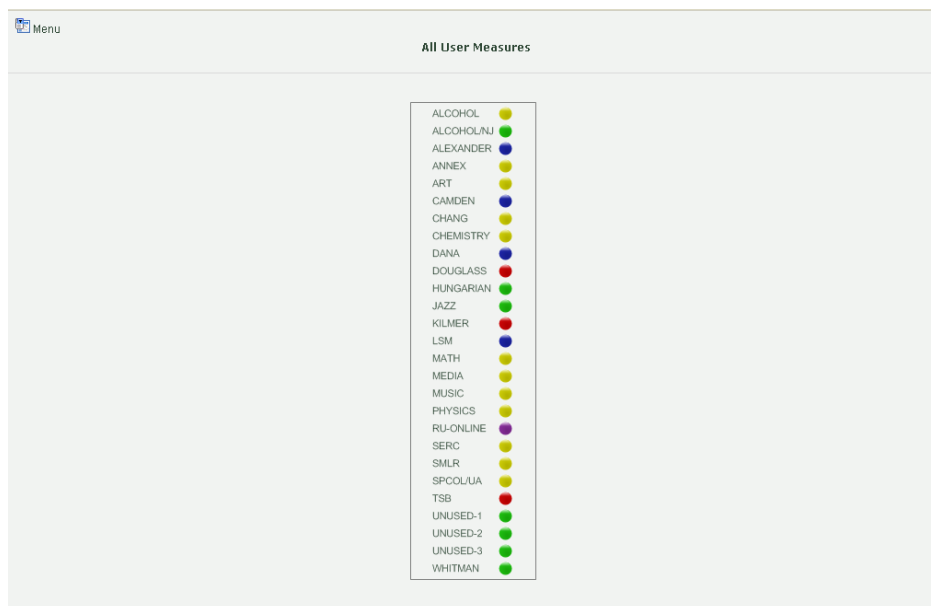 Menu
All User Measures
ALCOHOL
ALCOHOL/NJ
ALEXANDER
ANNEX
ART
CAMDEN
CHANG
CHEMISTRY
DANA
DOUGLASS
HUNGARIAN
JAZZ
KILMER
LSM
MATH
MEDIA
MUSIC
PHYSICS
RU-ONLINE
SERC
SMLR
SPCOL/UA
TSB
UNUSED-1
UNUSED-2
UNUSED-3
WHITMAN